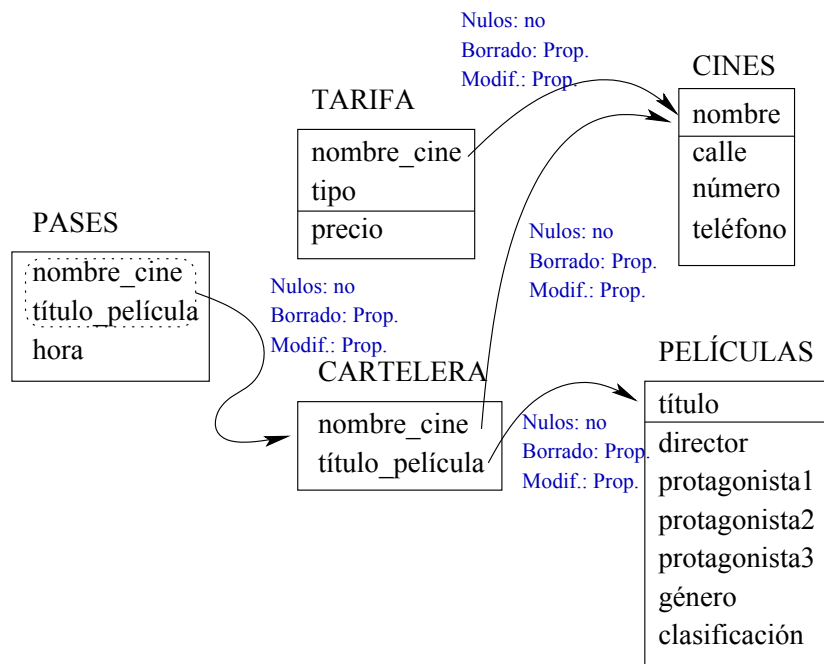 Nulos: no
Borrado: Prop.
Modif.: Prop.
CINES
nombre
calle
número
teléfono
TARIFA
nombre_cine
tipo
precio
PASES
nombre_cine
título_película
hora
Nulos: no
Borrado: Prop.
Modif.: Prop.
Nulos: no
Borrado: Prop.
Modif.: Prop.
CARTELERA
nombre_cine
título_película
Nulos: no
Borrado: Prop.
Modif.: Prop.
PELÍCULAS
título
director
protagonista1
protagonista2
protagonista3
género
clasificación